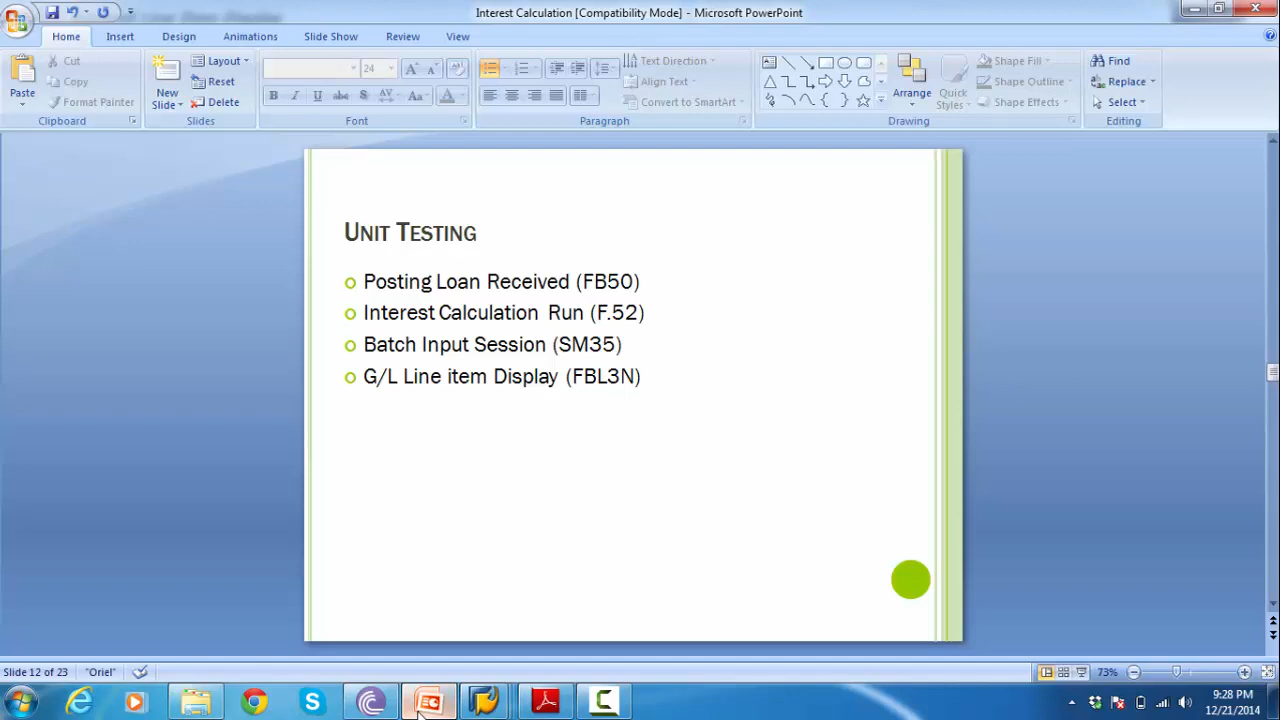 Interest Calculation [Compatibility Mode] - Microsoft PowerPoint
Home Insert Design Animations Slide Show Review View
Paste
Cut
Copy
Format Painter
Clipboard
New Slide
Layout
Reset
Delete
Slides
24
B I U abc S AV Aa A
Font
Text Direction
Align Text
Convert to SmartArt
Paragraph
Arrange
Quick Styles
Shape Fill
Shape Outline
Shape Effects
Drawing
Find
Replace
Select
Editing
UNIT TESTING
Posting Loan Received (FB50)
Interest Calculation Run (F.52)
Batch Input Session (SM35)
G/L Line item Display (FBL3N)
Slide 12 of 23 "Oriel" 73%
9:28 PM
12/21/2014